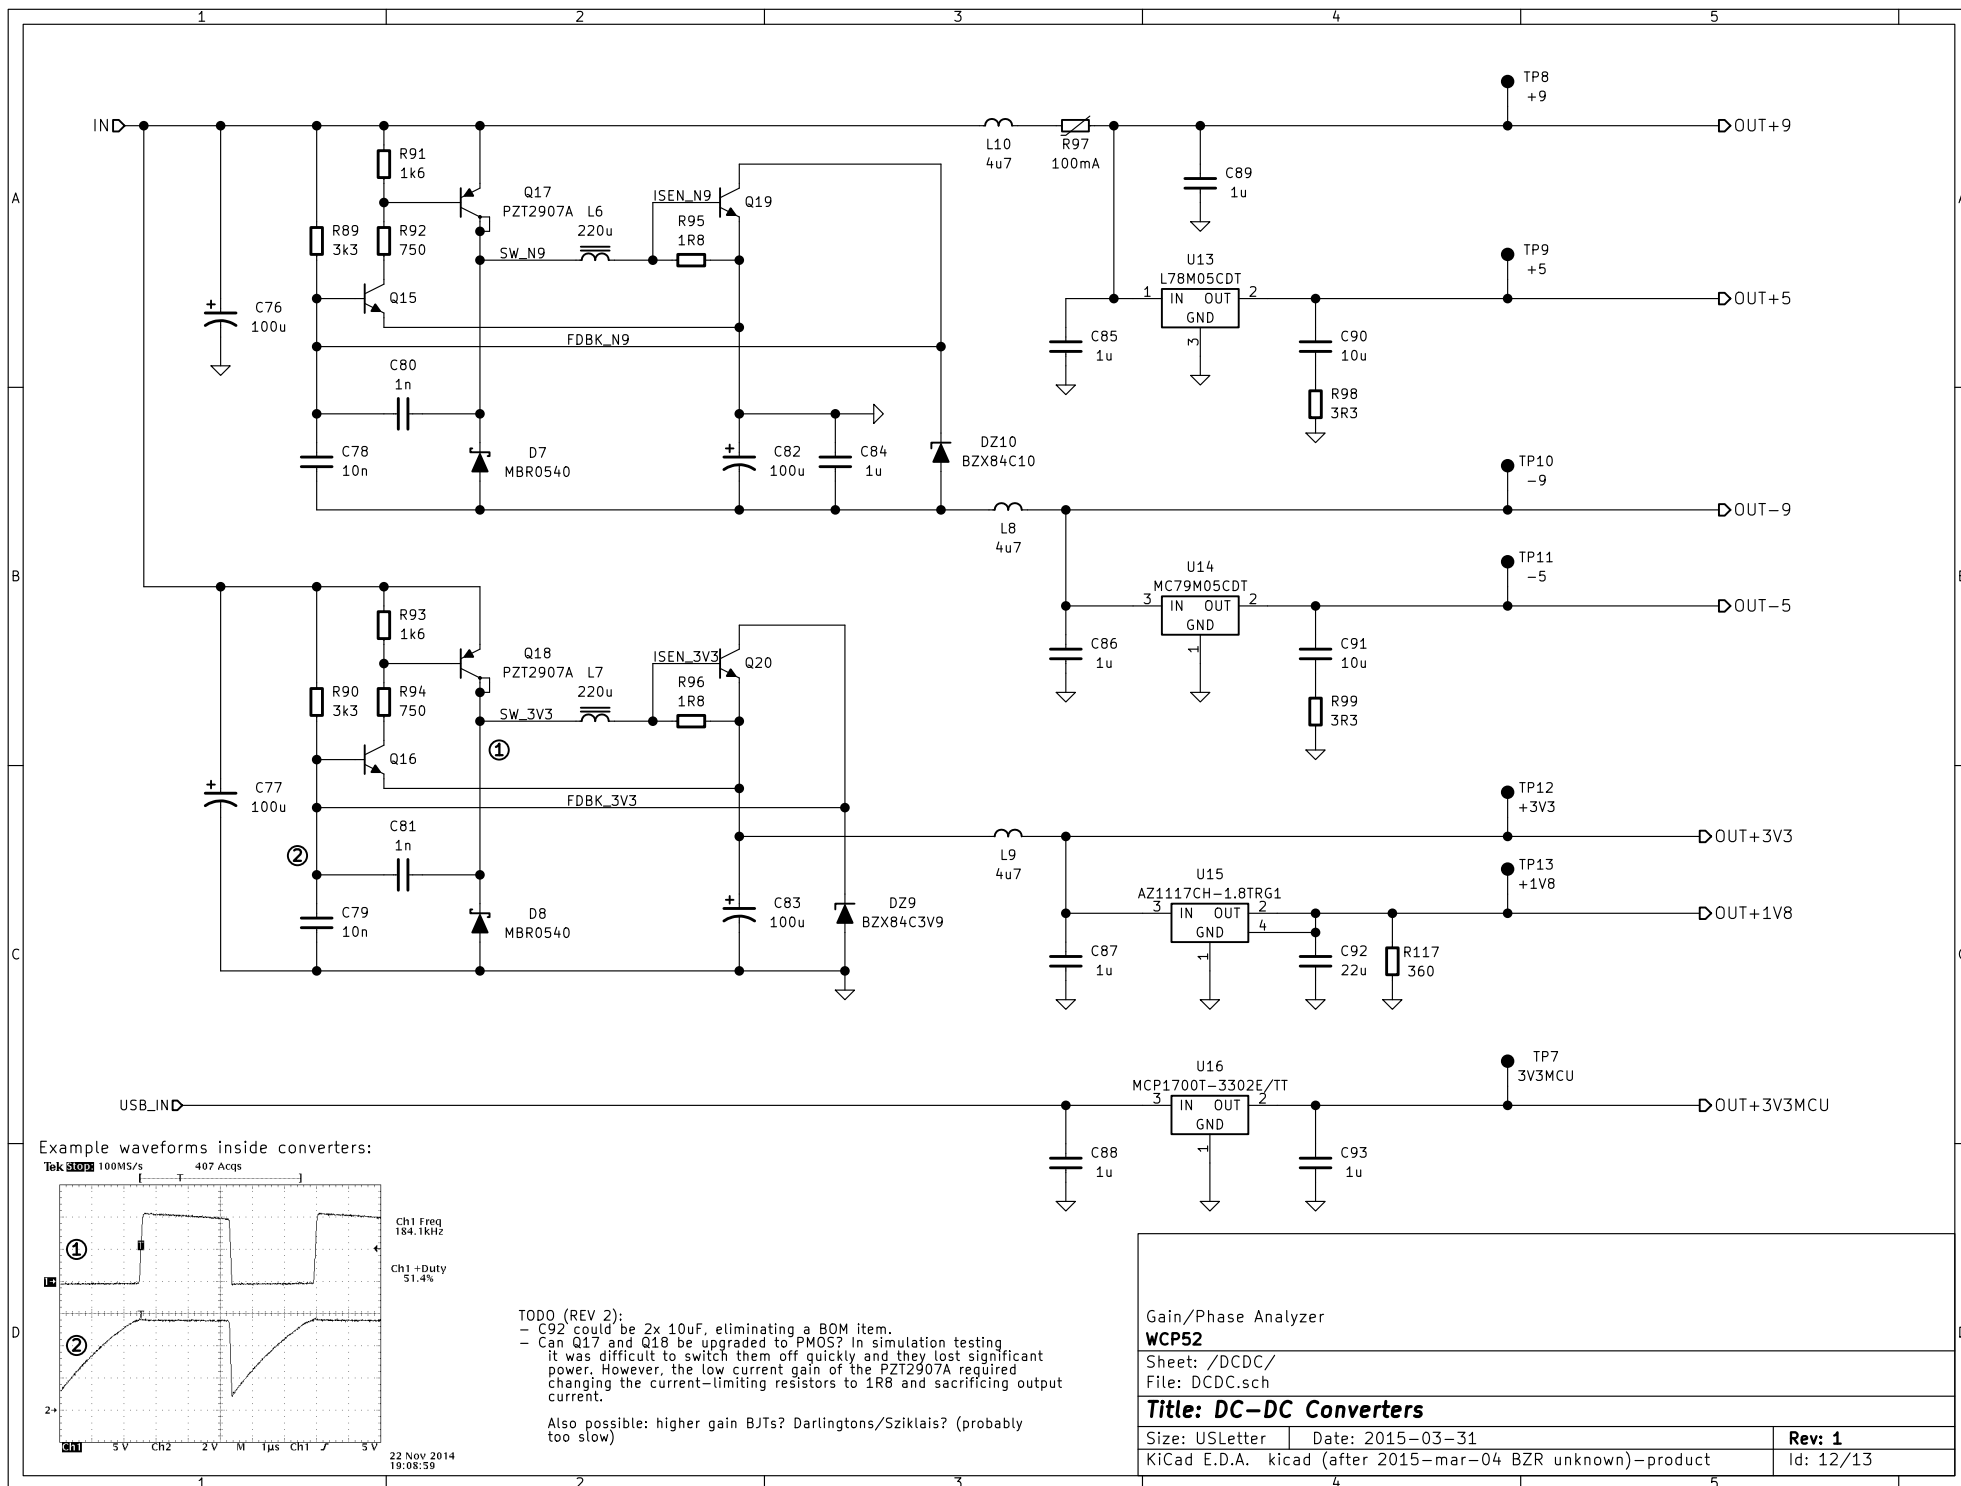 1 2 3 4 5
A
B
C
D
IN
R91
1k6
R89
3k3
R92
750
Q17
PZT2907A
L6
220u
SW_N9
ISEN_N9
Q19
R95
1R8
Q15
C76
100u
FDBK_N9
C80
1n
C78
10n
D7
MBR0540
C82
100u
C84
1u
DZ10
BZX84C10
L10
4u7
R97
100mA
C89
1u
TP8
+9
OUT+9
U13
L78M05CDT
1 IN OUT 2
GND
3
C85
1u
C90
10u
R98
3R3
TP9
+5
OUT+5
L8
4u7
TP10
-9
OUT-9
U14
MC79M05CDT
3 IN OUT 2
GND
1
C86
1u
C91
10u
R99
3R3
TP11
-5
OUT-5
R93
1k6
R90
3k3
R94
750
Q18
PZT2907A
L7
220u
SW_3V3
①
ISEN_3V3
Q20
R96
1R8
Q16
C77
100u
FDBK_3V3
C81
1n
②
C79
10n
D8
MBR0540
C83
100u
DZ9
BZX84C3V9
L9
4u7
TP12
+3V3
OUT+3V3
U15
AZ1117CH-1.8TRG1
3 IN OUT 2
GND 4
1
C87
1u
C92
22u
R117
360
TP13
+1V8
OUT+1V8
USB_IN
U16
MCP1700T-3302E/TT
3 IN OUT 2
GND
1
C88
1u
C93
1u
TP7
3V3MCU
OUT+3V3MCU
Example waveforms inside converters:
Tek Stop: 100MS/s 407 Acqs
[ T ]
①
T
Ch1 Freq
184.1kHz
Ch1 +Duty
51.4%
1→
T
②
2→
Ch1 5 V Ch2 2 V M 1µs Ch1 5 V
22 Nov 2014
19:08:39
TODO (REV 2):
- C92 could be 2x 10uF, eliminating a BOM item.
- Can Q17 and Q18 be upgraded to PMOS? In simulation testing
it was difficult to switch them off quickly and they lost significant
power. However, the low current gain of the PZT2907A required
changing the current-limiting resistors to 1R8 and sacrificing output
current.
Also possible: higher gain BJTs? Darlingtons/Sziklais? (probably
too slow)
Gain/Phase Analyzer
WCP52
Sheet: /DCDC/
File: DCDC.sch
Title: DC-DC Converters
Size: USLetter Date: 2015-03-31 Rev: 1
KiCad E.D.A. kicad (after 2015-mar-04 BZR unknown)-product Id: 12/13
1 2 3 4 5